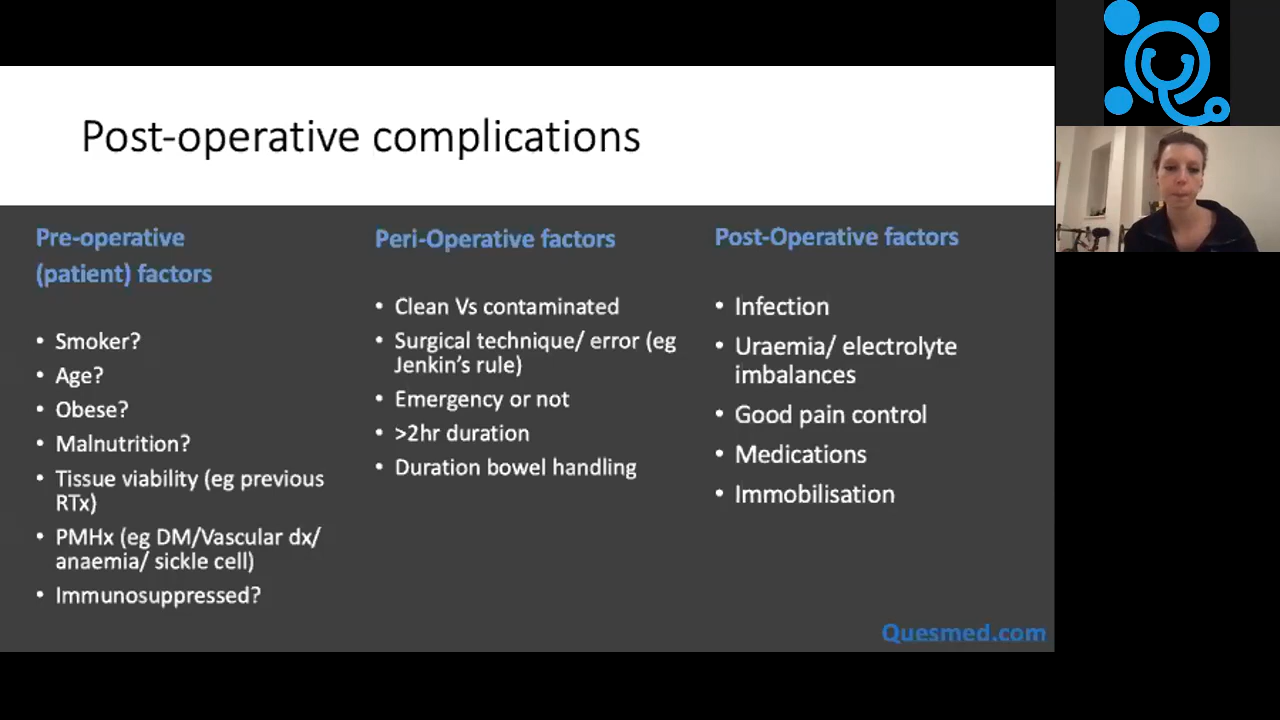 Post-operative complications
Pre-operative
(patient) factors
• Smoker?
• Age?
• Obese?
• Malnutrition?
• Tissue viability (eg previous
RTx)
• PMHx (eg DM/Vascular dx/
anaemia/ sickle cell)
• Immunosuppressed?
Peri-Operative factors
• Clean Vs contaminated
• Surgical technique/ error (eg
Jenkin's rule)
• Emergency or not
• >2hr duration
• Duration bowel handling
Post-Operative factors
• Infection
• Uraemia/ electrolyte
imbalances
• Good pain control
• Medications
• Immobilisation
Quesmed.com